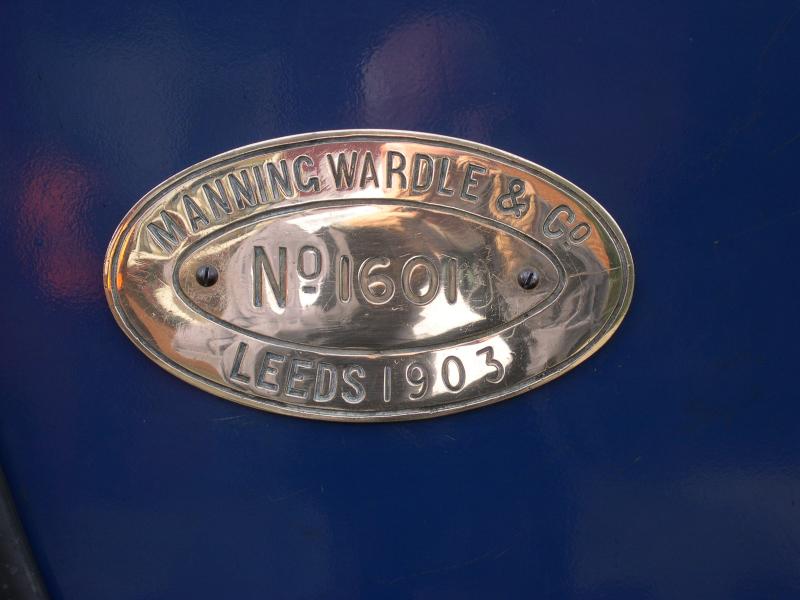 MANNING WARDLE & Cº
Nº 1601
LEEDS 1903